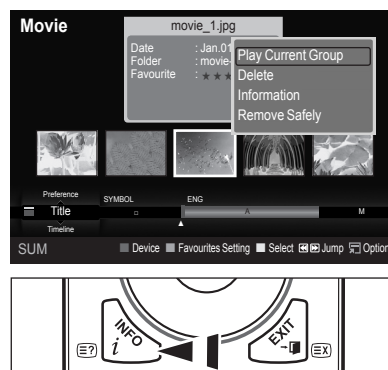 Movie
movie_1.jpg
Date : Jan.01
Folder : movie-
Favourite : ★ ★
Play Current Group
Delete
Information
Remove Safely
Preference
Title
Timeline
SYMBOL
ENG
A
M
SUM
Device Favourites Setting Select Jump Option
INFO
i
EXIT